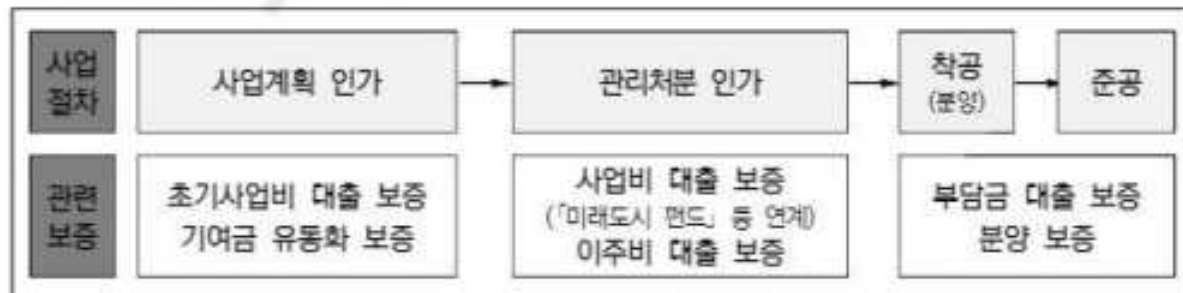 사업
절차
사업계획 인가
관리처분 인가
착공
(분양)
준공
관련
보증
초기사업비 대출 보증
기여금 유동화 보증
사업비 대출 보증
(「미래도시 펀드」 등 연계)
이주비 대출 보증
부담금 대출 보증
분양 보증